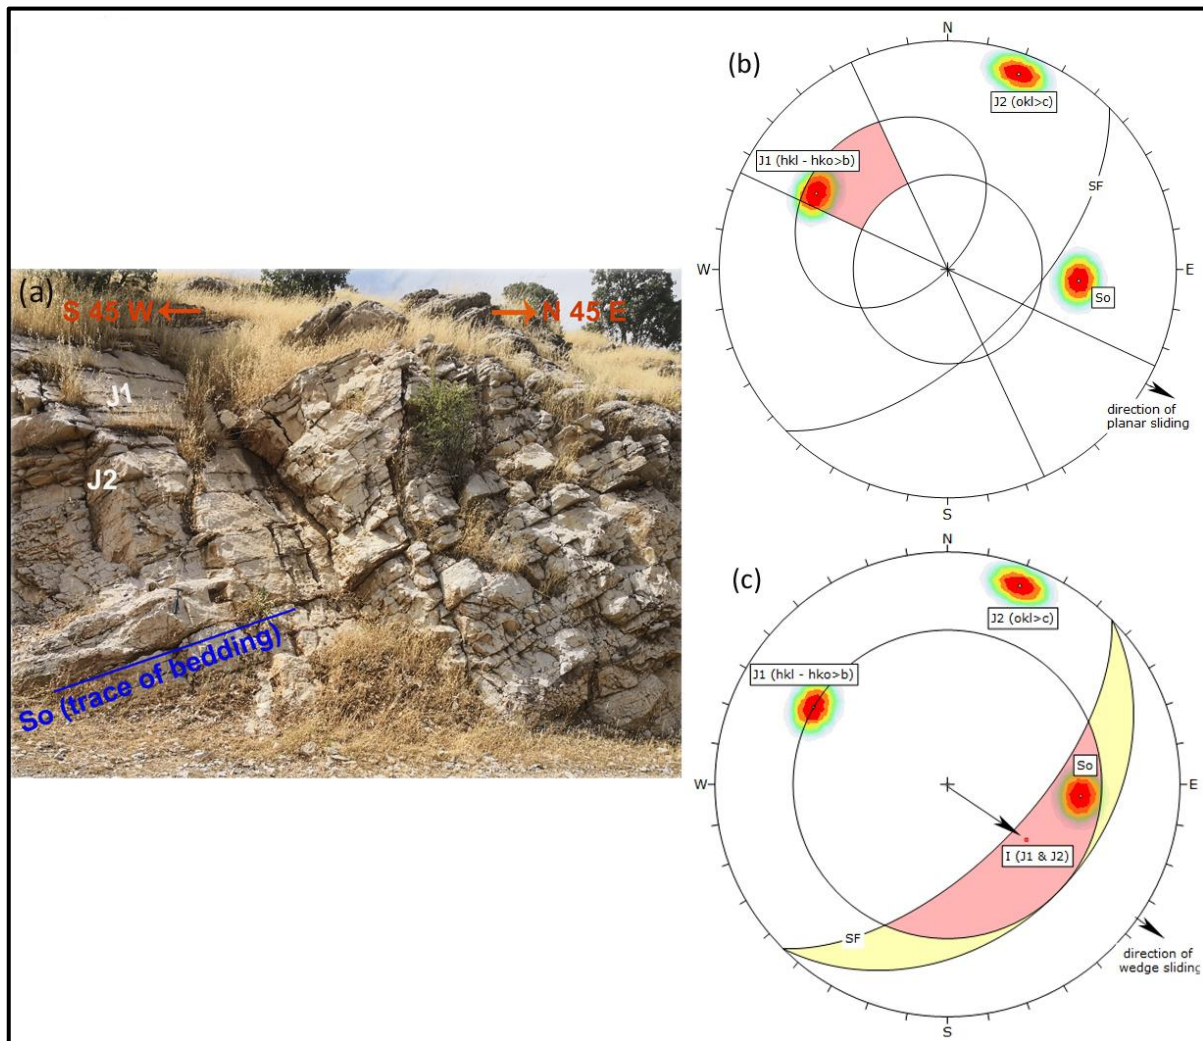 (a)
S 45 W
N 45 E
J1
J2
So (trace of bedding)
(b)
N
J2 (okl>c)
J1 (hkl - hko>b)
SF
W
E
So
direction of
planar sliding
S
(c)
N
J2 (okl>c)
J1 (hkl - hko>b)
So
W
E
I (J1 & J2)
SF
direction of
wedge sliding
S